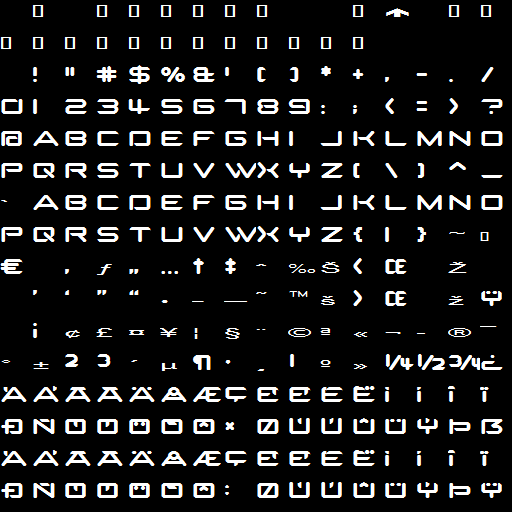 ! " # $ % & ' ( ) * + , - . /
0 1 2 3 4 5 6 7 8 9 : ; < = > ?
@ A B C D E F G H I J K L M N O
P Q R S T U V W X Y Z [ \ ] ^ _
` A B C D E F G H I J K L M N O
P Q R S T U V W X Y Z { | } ~
€ ‚ ƒ „ … † ‡ ˆ ‰ Š ‹ Œ Ž
' ' " " • – — ˜ ™ š › Œ ž Ÿ
¡ ¢ £ ¤ ¥ ¦ § ¨ © ª « ¬ - ® ¯
° ± 2 3 ´ µ ¶ · ¸ 1 º » 1/4 1/2 3/4 ¿
À Á Â Ã Ä Å Æ Ç È É Ê Ë Ì Í Î Ï
Ð Ñ Ò Ó Ô Õ Ö × Ø Ù Ú Û Ü Ý Þ ß
À Á Â Ã Ä Å Æ Ç È É Ê Ë Ì Í Î Ï
Ð Ñ Ò Ó Ô Õ Ö ÷ Ø Ù Ú Û Ü Ý Þ Ÿ